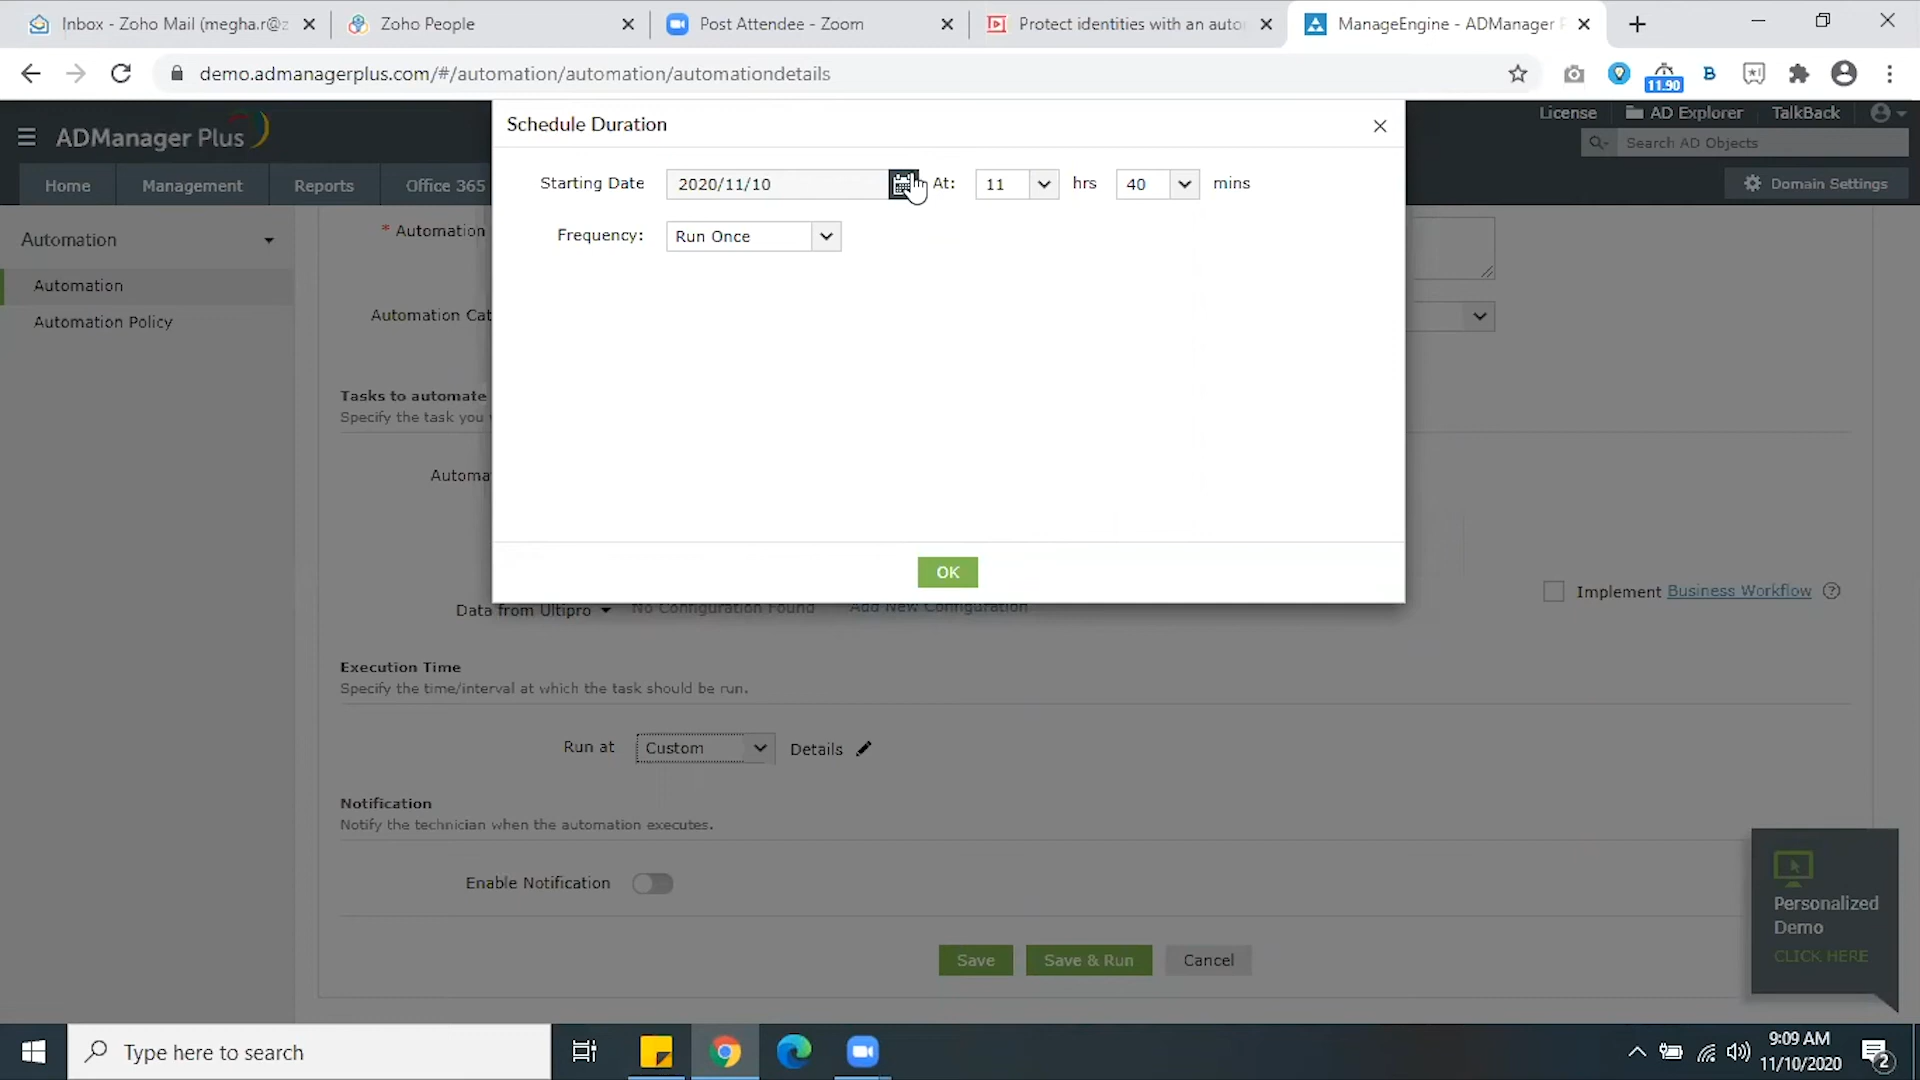 Inbox - Zoho Mail (megha.r@z
Zoho People
Post Attendee - Zoom
Protect identities with an auto
ManageEngine - ADManager P
demo.admanagerplus.com/#/automation/automationdetails
11.90
ADManager Plus
License
AD Explorer
TalkBack
Search AD Objects
Home
Management
Reports
Office 365
Domain Settings
Schedule Duration
Starting Date
2020/11/10
At:
11
hrs
40
mins
Frequency:
Run Once
OK
Automation
Automation
Automation Policy
* Automation
Automation Cat
Tasks to automate
Specify the task you
Automa
Data from Ultipro
No Configuration Found
Add New Configuration
Implement Business Workflow
Execution Time
Specify the time/interval at which the task should be run.
Run at
Custom
Details
Notification
Notify the technician when the automation executes.
Enable Notification
Save
Save & Run
Cancel
Personalized
Demo
CLICK HERE
Type here to search
9:09 AM
11/10/2020
2